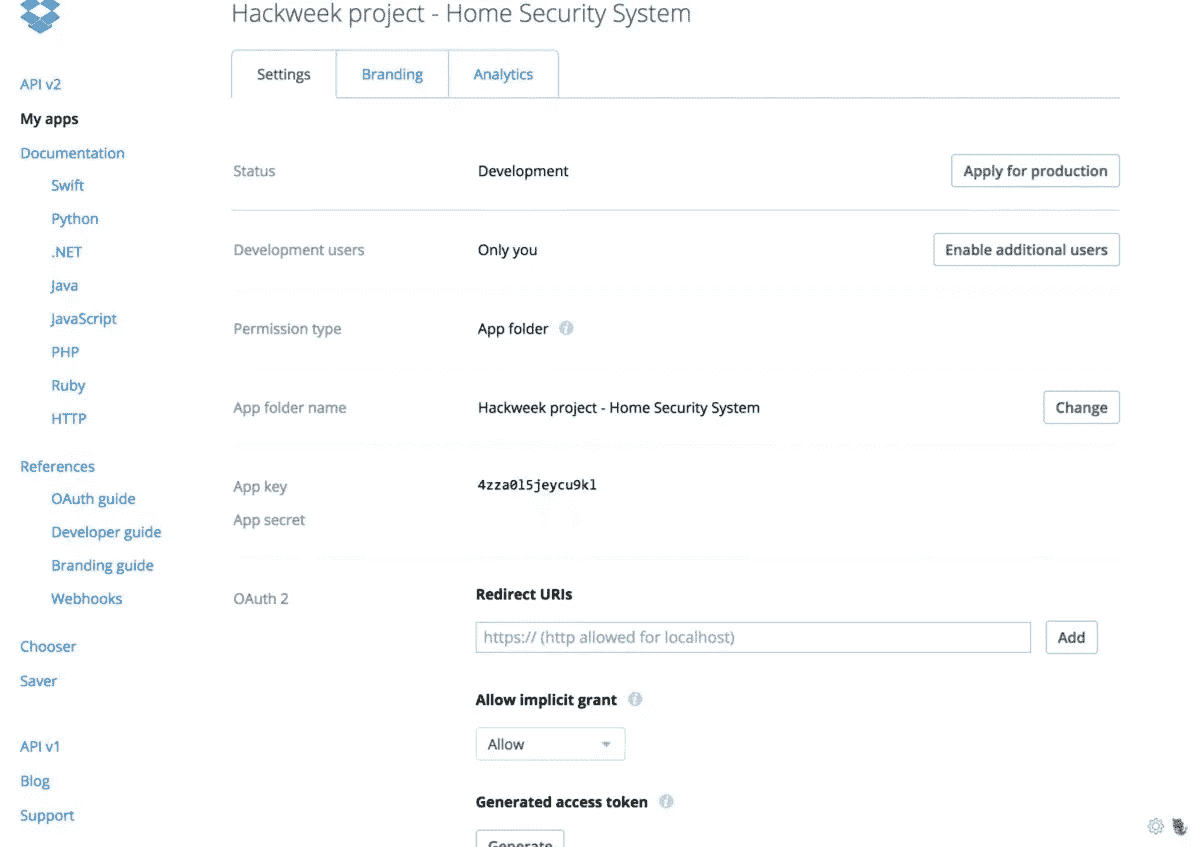 Hackweek project - Home Security System
Settings
Branding
Analytics
API v2
My apps
Documentation
Swift
Python
.NET
Java
JavaScript
PHP
Ruby
HTTP
References
OAuth guide
Developer guide
Branding guide
Webhooks
Chooser
Saver
API v1
Blog
Support
Status Development Apply for production
Development users Only you Enable additional users
Permission type App folder
App folder name Hackweek project - Home Security System Change
App key 4zza0l5jeycu9kl
App secret
OAuth 2 Redirect URIs
https:// (http allowed for localhost) Add
Allow implicit grant
Allow
Generated access token
Generate